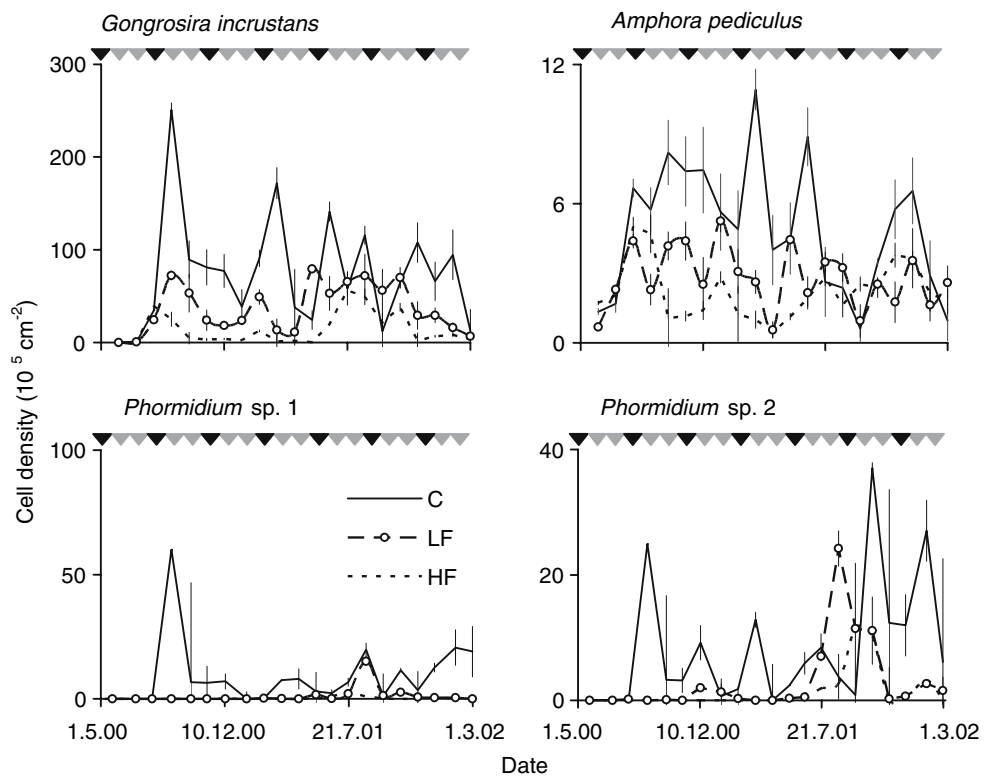 Gongrosira incrustans
Amphora pediculus
300
200
100
0
12
6
0
Cell density (10 5 cm-2)
Phormidium sp. 1
Phormidium sp. 2
100
50
0
C
LF
HF
40
20
0
1.5.00 10.12.00 21.7.01 1.3.02
1.5.00 10.12.00 21.7.01 1.3.02
Date